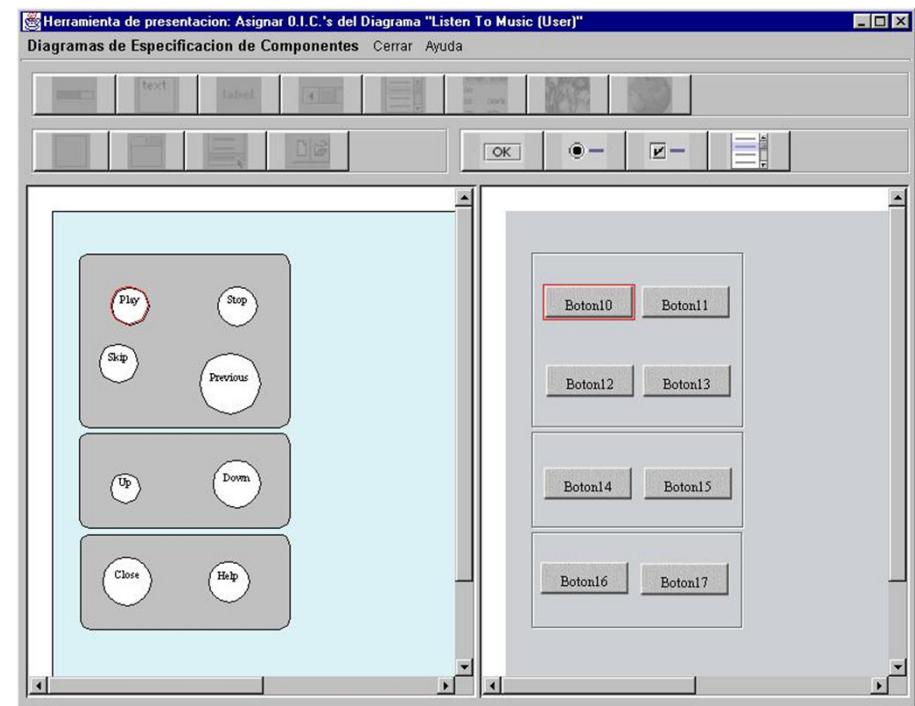 Herramienta de presentacion: Asignar O.I.C.'s del Diagrama "Listen To Music (User)"
Diagramas de Especificacion de Componentes Cerrar Ayuda
text label
OK
Play Stop
Skip
Previous
Up Down
Close Help
Boton10 Boton11
Boton12 Boton13
Boton14 Boton15
Boton16 Boton17